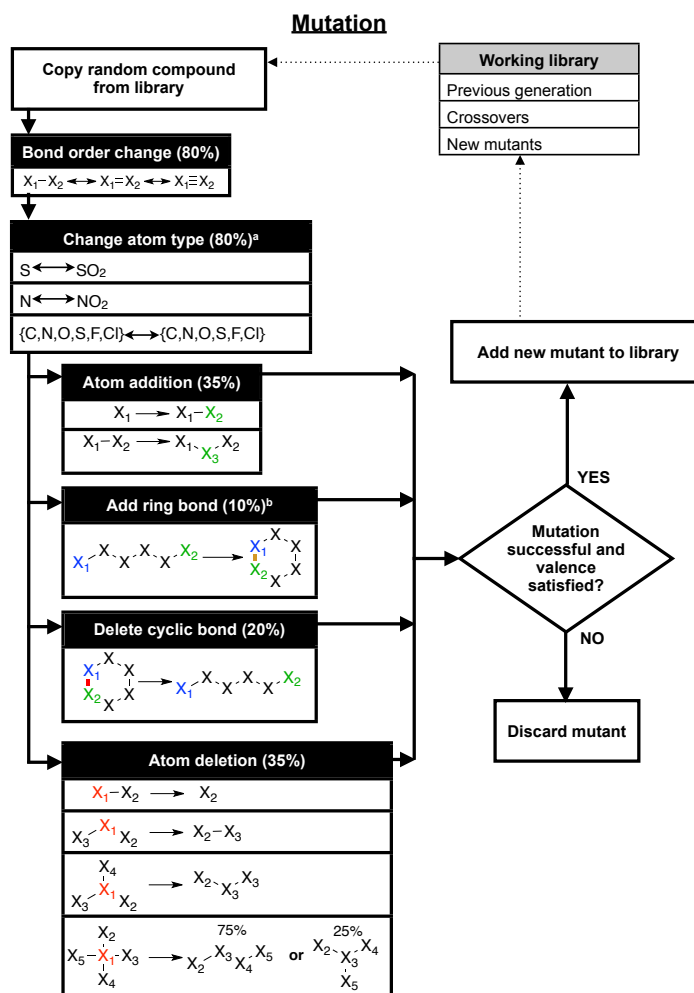 Mutation
Copy random compound
from library
Working library
Previous generation
Crossovers
New mutants
Bond order change (80%)
X₁–X₂ ⟷ X₁=X₂ ⟷ X₁≡X₂
Change atom type (80%)ᵃ
S⟷SO₂
N⟷NO₂
{C,N,O,S,F,Cl}⟷{C,N,O,S,F,Cl}
Add new mutant to library
Atom addition (35%)
X₁ → X₁–X₂
X₁–X₂ → X₁ X₃ X₂
YES
Add ring bond (10%)ᵇ
X₁ X X X X X₂ → X₁ X₂ X X X X
Mutation
successful and
valence
satisfied?
NO
Delete cyclic bond (20%)
X₁ X₂ X X X X → X₁ X X X X X₂
Discard mutant
Atom deletion (35%)
X₁–X₂ → X₂
X₃ X₁ X₂ → X₂–X₃
X₄
X₃ X₁ X₂ → X₂ X₃ X₃
75% 25%
X₂
X₅–X₁–X₃ → X₂ X₃ X₄ X₅ or X₂ X₃ X₄
X₄ X₅